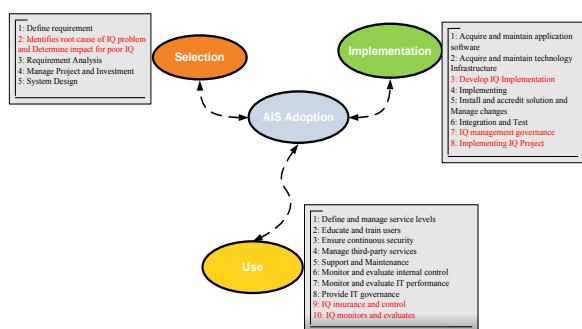 1: Define requirement
2: Identifies root cause of IQ problem
and Determine impact for poor IQ
3: Requirement Analysis
4: Manage Project and Investment
5: System Design
Selection
Implementation
1: Acquire and maintain application
software
2: Acquire and maintain technology
Infrastructure
3: Develop IQ Implementation
4: Implementing
5: Install and accredit solution and
Manage changes
6: Integration and Test
7: IQ management governance
8: Implementing IQ Project
AIS Adoption
Use
1: Define and manage service levels
2: Educate and train users
3: Ensure continuous security
4: Manage third-party services
5: Support and Maintenance
6: Monitor and evaluate internal control
7: Monitor and evaluate IT performance
8: Provide IT governance
9: IQ insurance and control
10: IQ monitors and evaluates